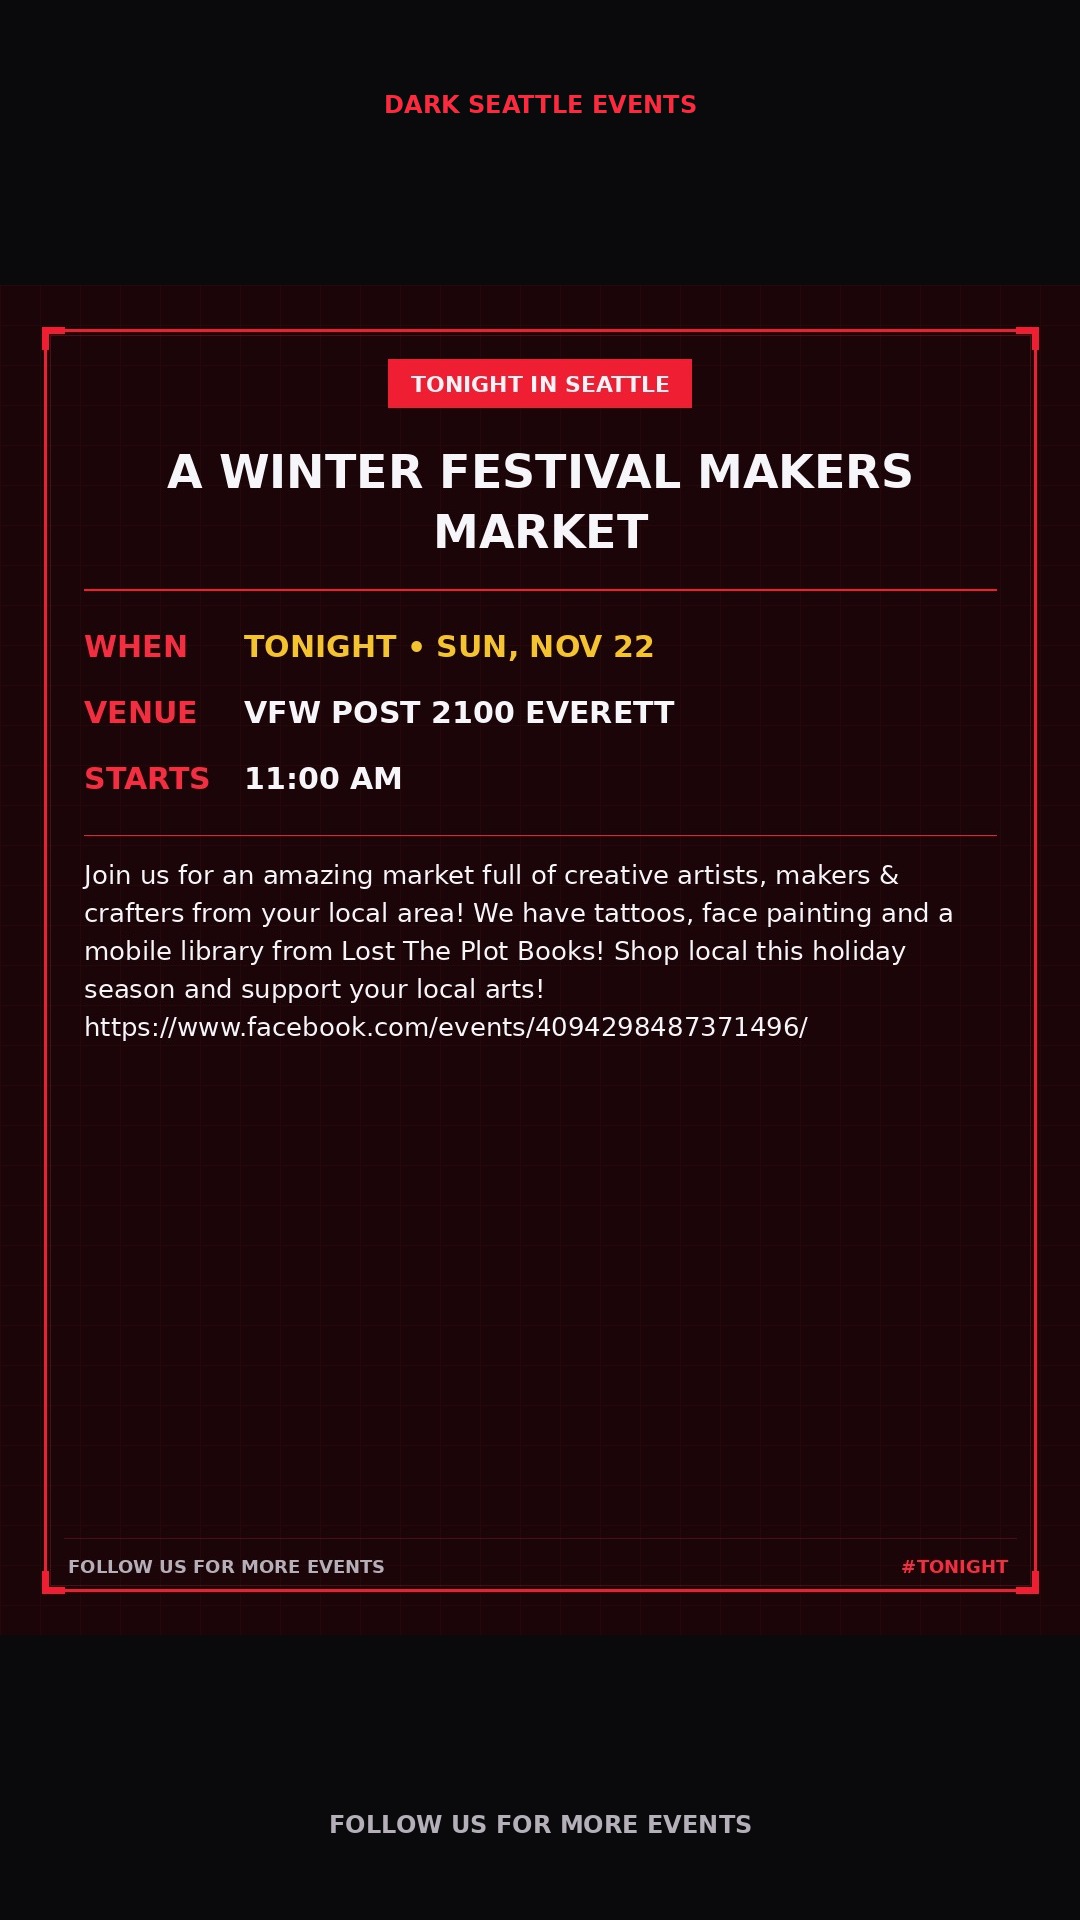 DARK SEATTLE EVENTS
TONIGHT IN SEATTLE
A WINTER FESTIVAL MAKERS
MARKET
WHEN TONIGHT • SUN, NOV 22
VENUE VFW POST 2100 EVERETT
STARTS 11:00 AM
Join us for an amazing market full of creative artists, makers &
crafters from your local area! We have tattoos, face painting and a
mobile library from Lost The Plot Books! Shop local this holiday
season and support your local arts!
https://www.facebook.com/events/4094298487371496/
FOLLOW US FOR MORE EVENTS #TONIGHT
FOLLOW US FOR MORE EVENTS